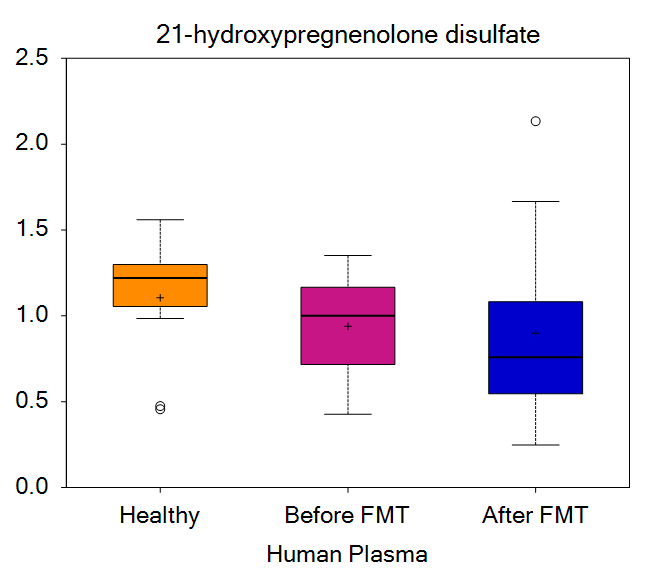 21-hydroxypregnenolone disulfate
2.5
2.0
1.5
1.0
0.5
0.0
Healthy Before FMT After FMT
Human Plasma